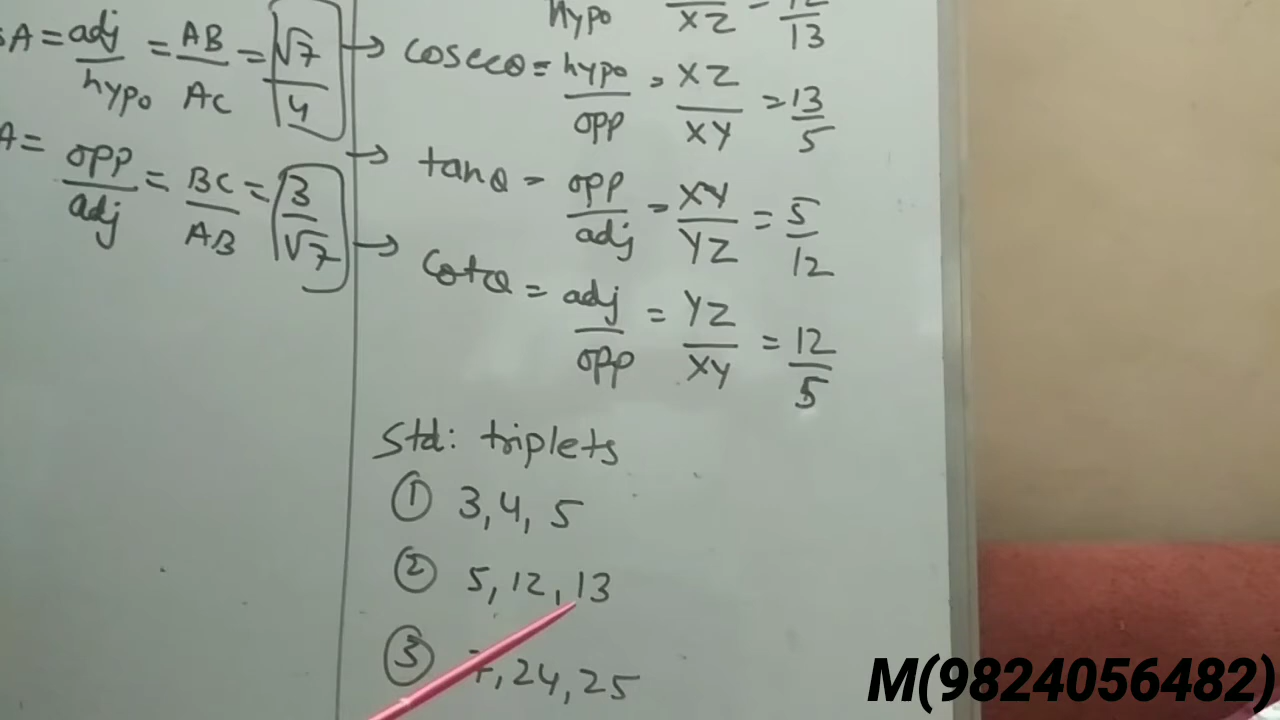 A = adj/hypo = AB/AC = √7/4
A = opp/adj = BC/AB = 3/√7
hypo XZ = 12/13
→ cosecθ = hypo/opp = XZ/XY = 13/5
→ tanθ = opp/adj = XY/YZ = 5/12
→ cotθ = adj/opp = YZ/XY = 12/5
Std: triplets
① 3, 4, 5
② 5, 12, 13
③ 7, 24, 25
M(9824056482)